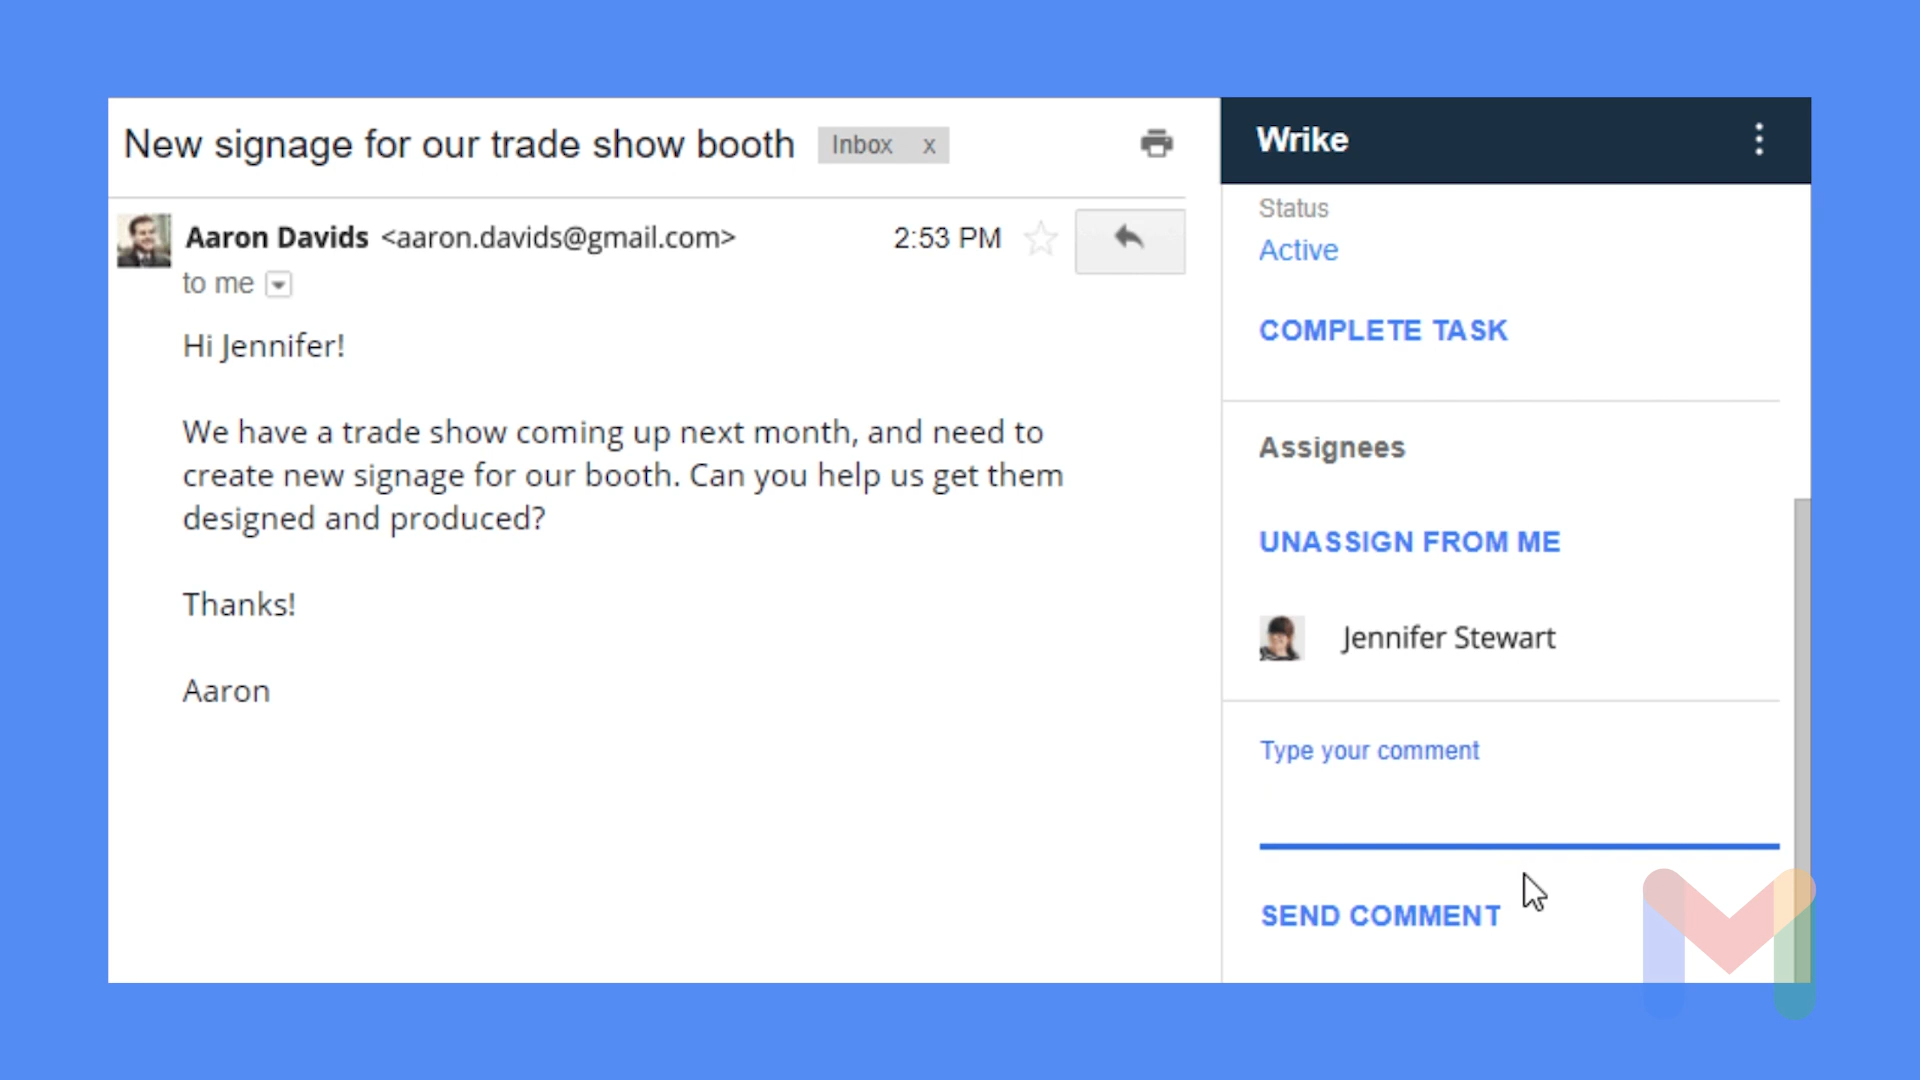 New signage for our trade show booth
Inbox x
Aaron Davids <aaron.davids@gmail.com>
2:53 PM
to me
Hi Jennifer!
We have a trade show coming up next month, and need to
create new signage for our booth. Can you help us get them
designed and produced?
Thanks!
Aaron
Wrike
Status
Active
COMPLETE TASK
Assignees
UNASSIGN FROM ME
Jennifer Stewart
Type your comment
SEND COMMENT